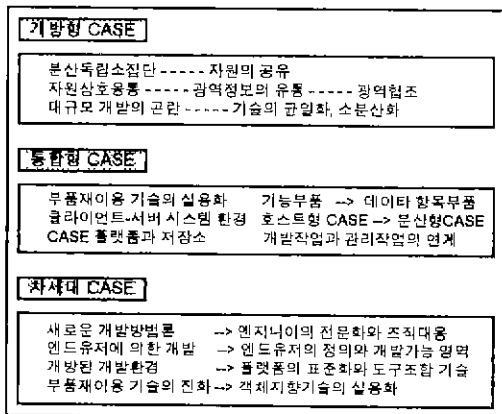 개방형 CASE
분산독립소집단 ----- 자원의 공유
자원상호융통 ----- 광역정보의 유통 ----- 광역협조
대규모 개발의 곤란 ----- 기술의 균일화, 소분산화
통합형 CASE
부품재이용 기술의 실용화 기능부품 --> 데이타 항목부품
클라이언트-서버 시스템 환경 호스트형 CASE --> 분산형CASE
CASE 플랫폼과 저장소 개발작업과 관리작업의 연계
차세대 CASE
새로운 개발방법론 --> 엔지니어의 전문화와 조직대응
엔드유저에 의한 개발 --> 엔드유저의 정의와 개발가능 영역
개방된 개발환경 --> 플랫폼의 표준화와 도구조합 기술
부품재이용 기술의 진화 --> 객체지향기술의 실용화